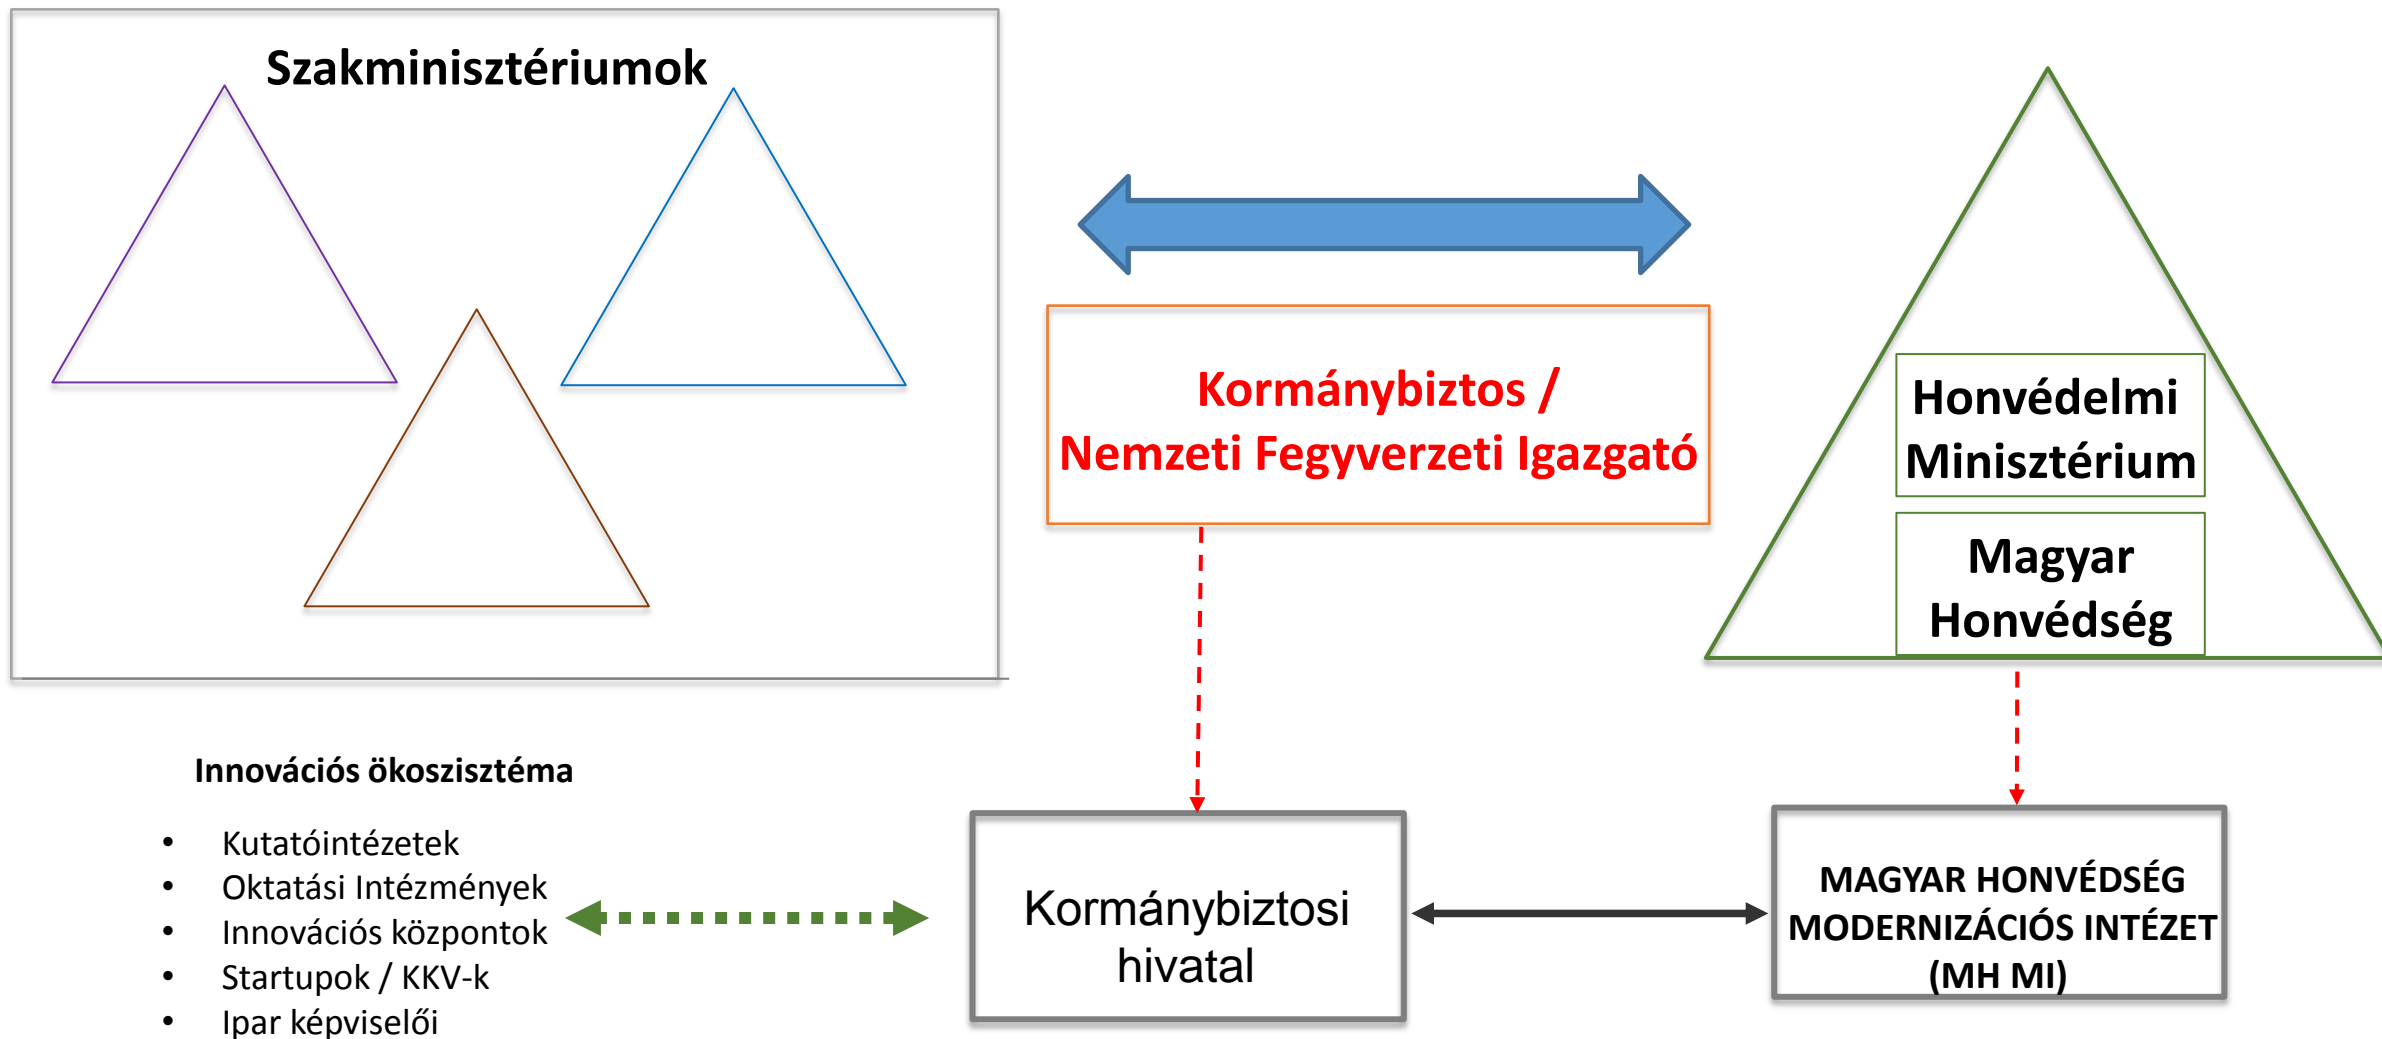 Szakminisztériumok
Kormánybiztos /
Nemzeti Fegyverzeti Igazgató
Honvédelmi
Minisztérium
Magyar
Honvédség
Innovációs ökoszisztéma
• Kutatóintézetek
• Oktatási Intézmények
• Innovációs központok
• Startupok / KKV-k
• Ipar képviselői
Kormánybiztosi
hivatal
MAGYAR HONVÉDSÉG
MODERNIZÁCIÓS INTÉZET
(MH MI)